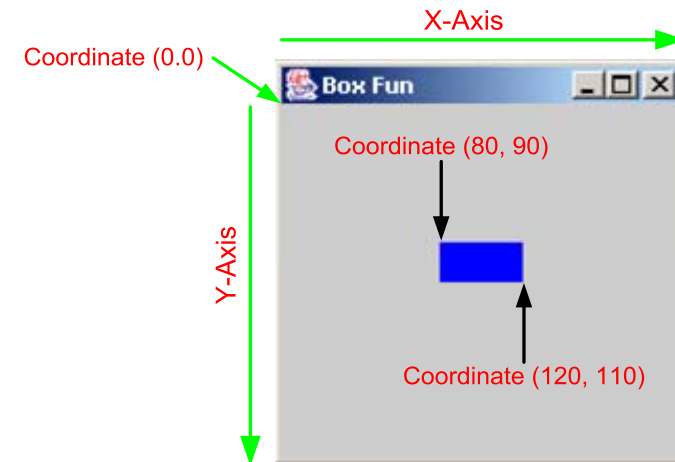 X-Axis
Coordinate (0.0)
Box Fun
Coordinate (80, 90)
Y-Axis
Coordinate (120, 110)